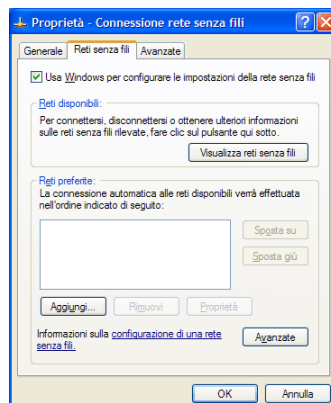 Proprietà - Connessione rete senza fili
Generale Reti senza fili Avanzate
Usa Windows per configurare le impostazioni della rete senza fili
Reti disponibili:
Per connettersi, disconnettersi o ottenere ulteriori informazioni
sulle reti senza fili rilevate, fare clic sul pulsante qui sotto.
Visualizza reti senza fili
Reti preferite:
La connessione automatica alle reti disponibili verrà effettuata
nell'ordine indicato di seguito:
Sposta su
Sposta giù
Aggiungi... Rimuovi Proprietà
Informazioni sulla configurazione di una rete
senza fili.
Avanzate
OK Annulla